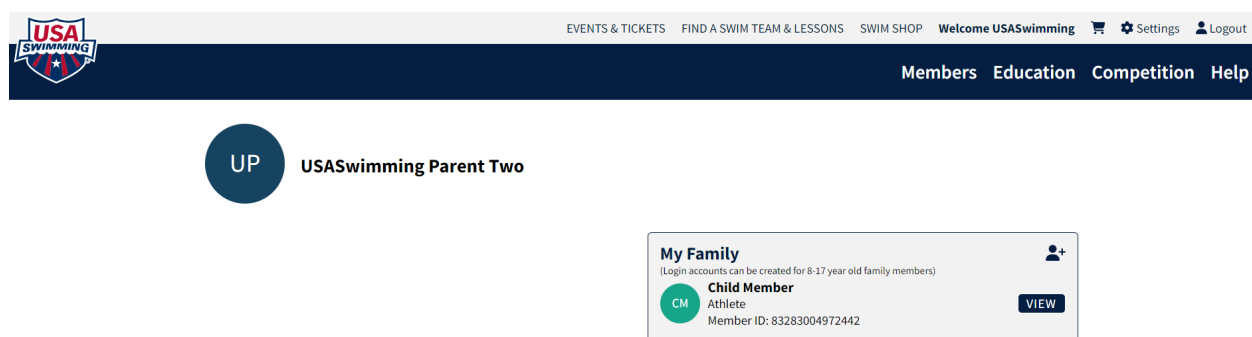 USA
SWIMMING
EVENTS & TICKETS FIND A SWIM TEAM & LESSONS SWIM SHOP Welcome USASwimming Settings Logout
Members Education Competition Help
UP USASwimming Parent Two
My Family
(Login accounts can be created for 8-17 year old family members)
Child Member
CM Athlete VIEW
Member ID: 83283004972442